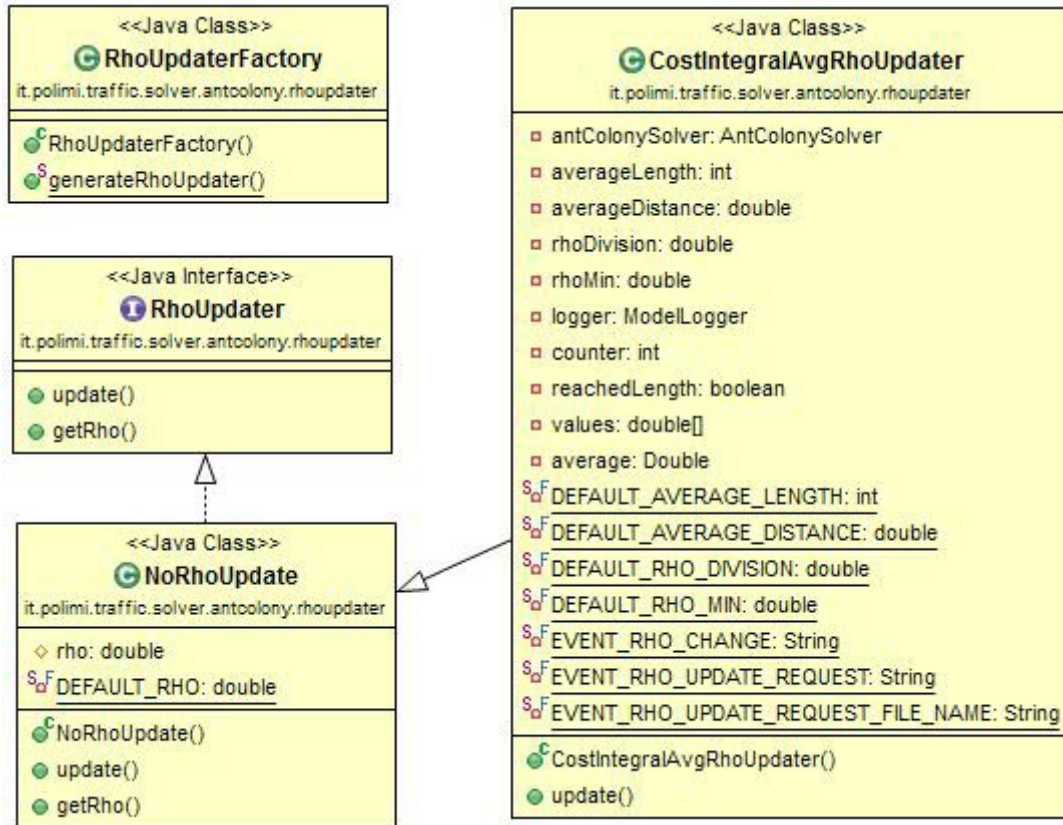 <<Java Class>>
RhoUpdaterFactory
it.polimi.traffic.solver.antcolony.rhoupdater
RhoUpdaterFactory()
generateRhoUpdater()
<<Java Interface>>
RhoUpdater
it.polimi.traffic.solver.antcolony.rhoupdater
update()
getRho()
<<Java Class>>
NoRhoUpdate
it.polimi.traffic.solver.antcolony.rhoupdater
rho: double
DEFAULT_RHO: double
NoRhoUpdate()
update()
getRho()
<<Java Class>>
CostIntegralAvgRhoUpdater
it.polimi.traffic.solver.antcolony.rhoupdater
antColonySolver: AntColonySolver
averageLength: int
averageDistance: double
rhoDivision: double
rhoMin: double
logger: ModelLogger
counter: int
reachedLength: boolean
values: double[]
average: Double
DEFAULT_AVERAGE_LENGTH: int
DEFAULT_AVERAGE_DISTANCE: double
DEFAULT_RHO_DIVISION: double
DEFAULT_RHO_MIN: double
EVENT_RHO_CHANGE: String
EVENT_RHO_UPDATE_REQUEST: String
EVENT_RHO_UPDATE_REQUEST_FILE_NAME: String
CostIntegralAvgRhoUpdater()
update()